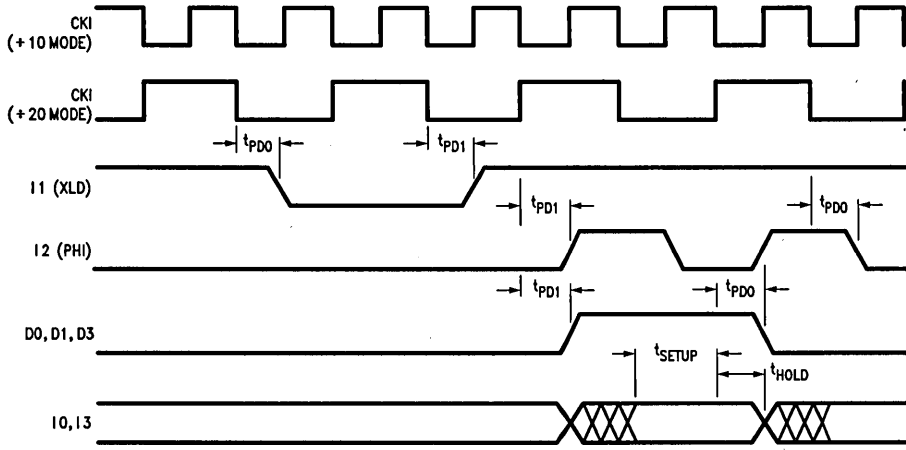 CKI
(÷10 MODE)
CKI
(÷20 MODE)
tPD0
tPD1
I1 (XLD)
tPD1
tPD0
I2 (PHI)
tPD1
tPD0
D0, D1, D3
tSETUP
tHOLD
I0, I3